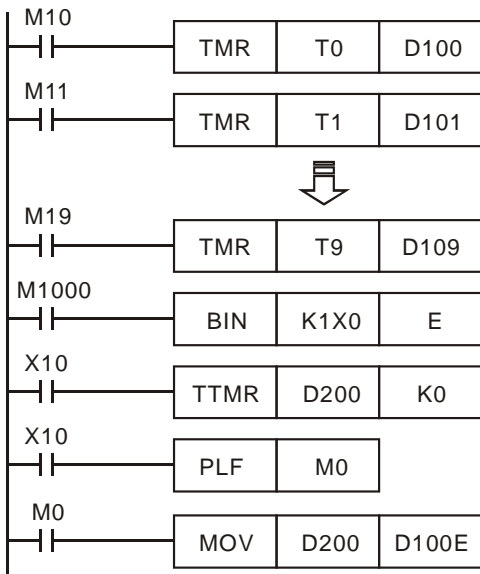 M10
TMR T0 D100
M11
TMR T1 D101
M19
TMR T9 D109
M1000
BIN K1X0 E
X10
TTMR D200 K0
X10
PLF M0
M0
MOV D200 D100E